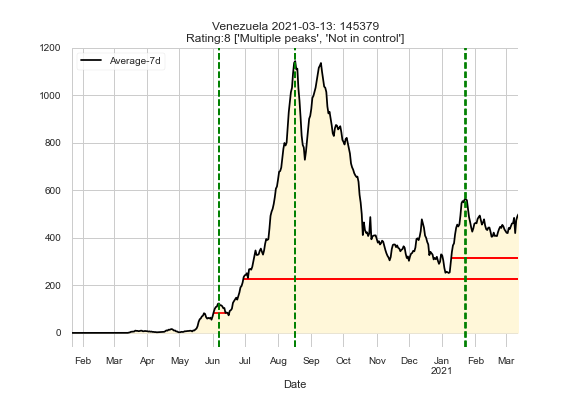 Venezuela 2021-03-13: 145379
Rating:8 ['Multiple peaks', 'Not in control']
Average-7d
1200
1000
800
600
400
200
0
Feb Mar Apr May Jun Jul Aug Sep Oct Nov Dec Jan Feb Mar
2021
Date